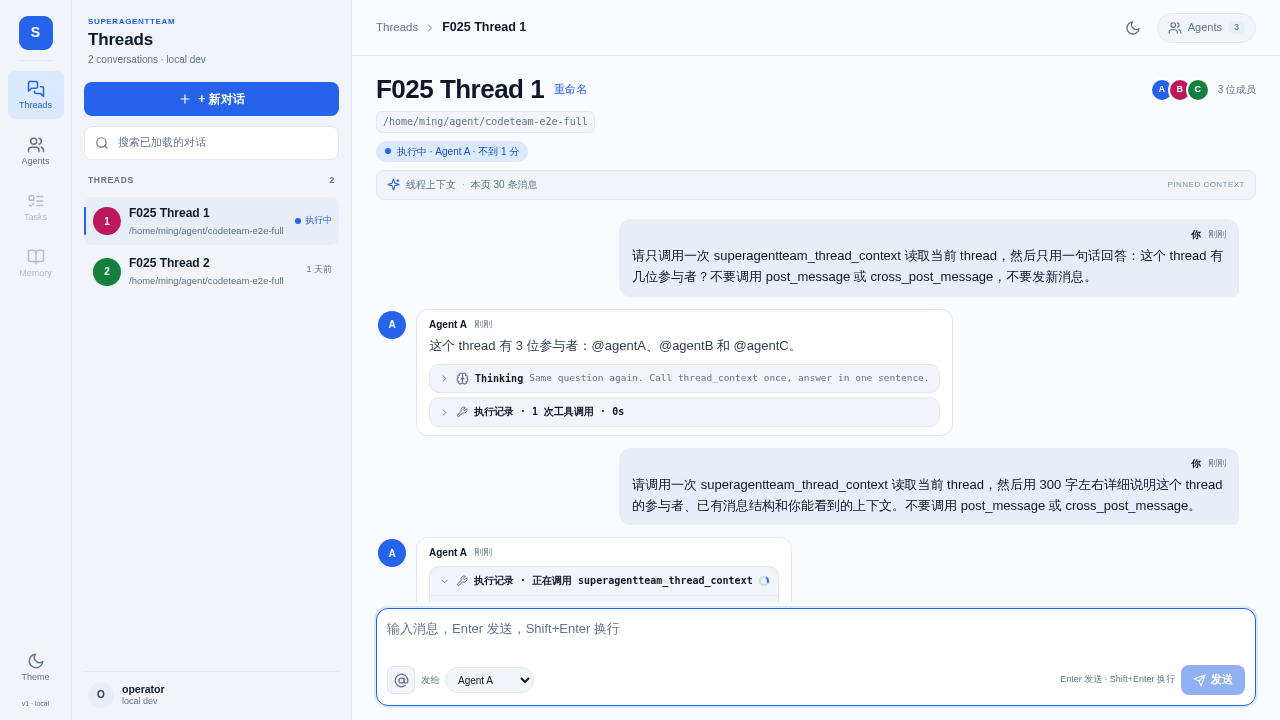 S
Threads
Agents
Tasks
Memory
Theme
v1 · local
SUPERAGENTTEAM
Threads
2 conversations · local dev
+ 新对话
搜索已加载的对话
THREADS 2
1 F025 Thread 1
/home/ming/agent/codeteam-e2e-full
执行中
2 F025 Thread 2
/home/ming/agent/codeteam-e2e-full
1 天前
O operator
local dev
Threads F025 Thread 1
Agents 3
F025 Thread 1 重命名
A B C 3 位成员
/home/ming/agent/codeteam-e2e-full
执行中 · Agent A · 不到 1 分
线程上下文 · 本页 30 条消息 PINNED CONTEXT
你 刚刚
请只调用一次 superagentteam_thread_context 读取当前 thread，然后只用一句话回答：这个 thread 有
几位参与者？不要调用 post_message 或 cross_post_message，不要发新消息。
A Agent A 刚刚
这个 thread 有 3 位参与者：@agentA、@agentB 和 @agentC。
Thinking Same question again. Call thread_context once, answer in one sentence.
执行记录 · 1 次工具调用 · 0s
你 刚刚
请调用一次 superagentteam_thread_context 读取当前 thread，然后用 300 字左右详细说明这个 thread
的参与者、已有消息结构和你能看到的上下文。不要调用 post_message 或 cross_post_message。
A Agent A 刚刚
执行记录 · 正在调用 superagentteam_thread_context
输入消息，Enter 发送，Shift+Enter 换行
发给 Agent A
Enter 发送 · Shift+Enter 换行 发送